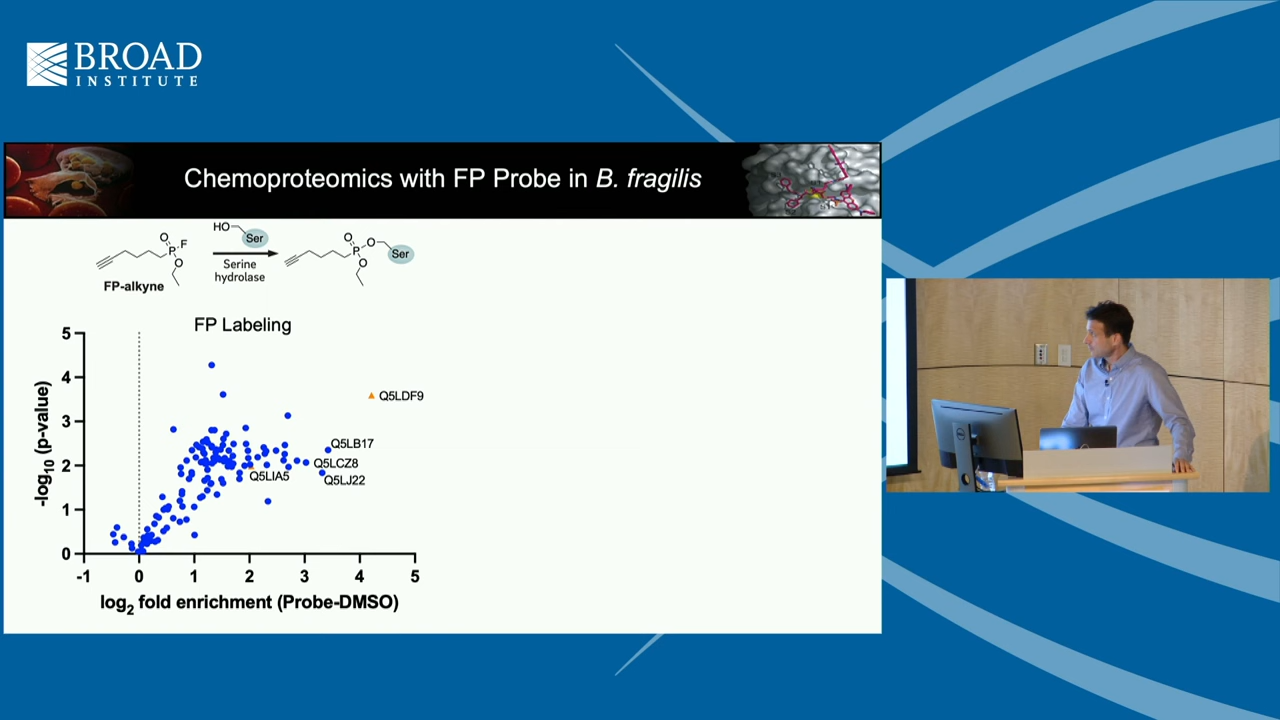 BROAD
INSTITUTE
Chemoproteomics with FP Probe in B. fragilis
HO
Ser
O
F
P
O
FP-alkyne
Serine
hydrolase
O
O
P
O
Ser
FP Labeling
5
4
3
2
1
0
-log10 (p-value)
Q5LDF9
Q5LB17
Q5LCZ8
Q5LIA5
Q5LJ22
-1 0 1 2 3 4 5
log2 fold enrichment (Probe-DMSO)